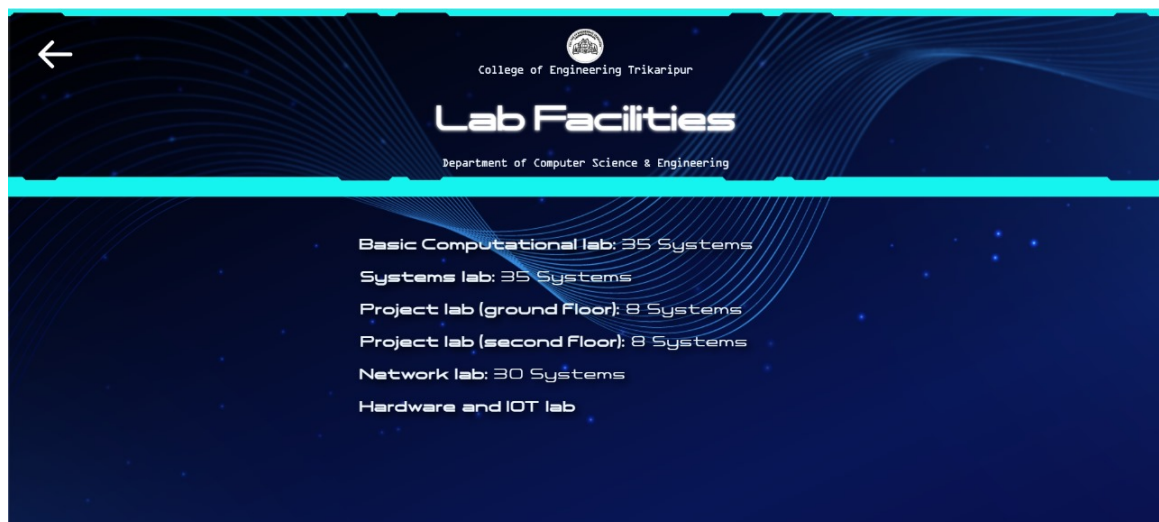 College of Engineering Trikaripur
Lab Facilities
Department of Computer Science & Engineering
Basic Computational lab: 35 Systems
Systems lab: 35 Systems
Project lab (ground Floor): 8 Systems
Project lab (second Floor): 8 Systems
Network lab: 30 Systems
Hardware and IOT lab